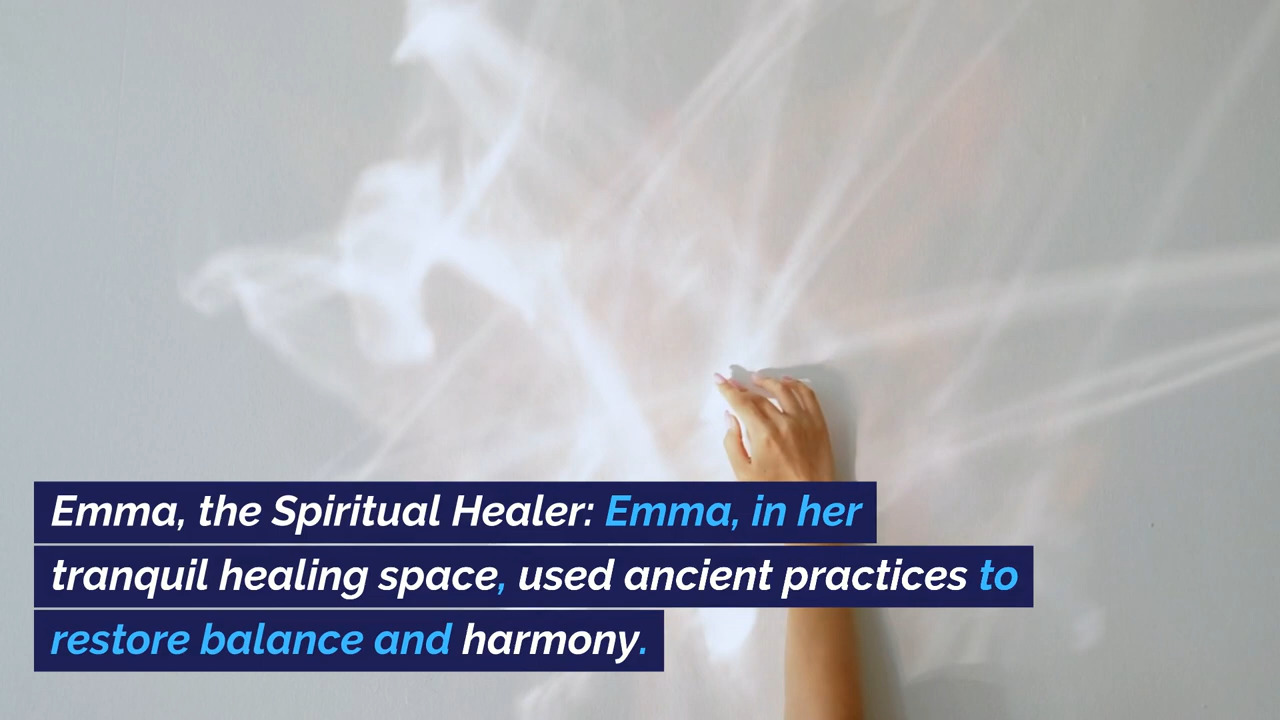 Emma, the Spiritual Healer: Emma, in her
tranquil healing space, used ancient practices to
restore balance and harmony.